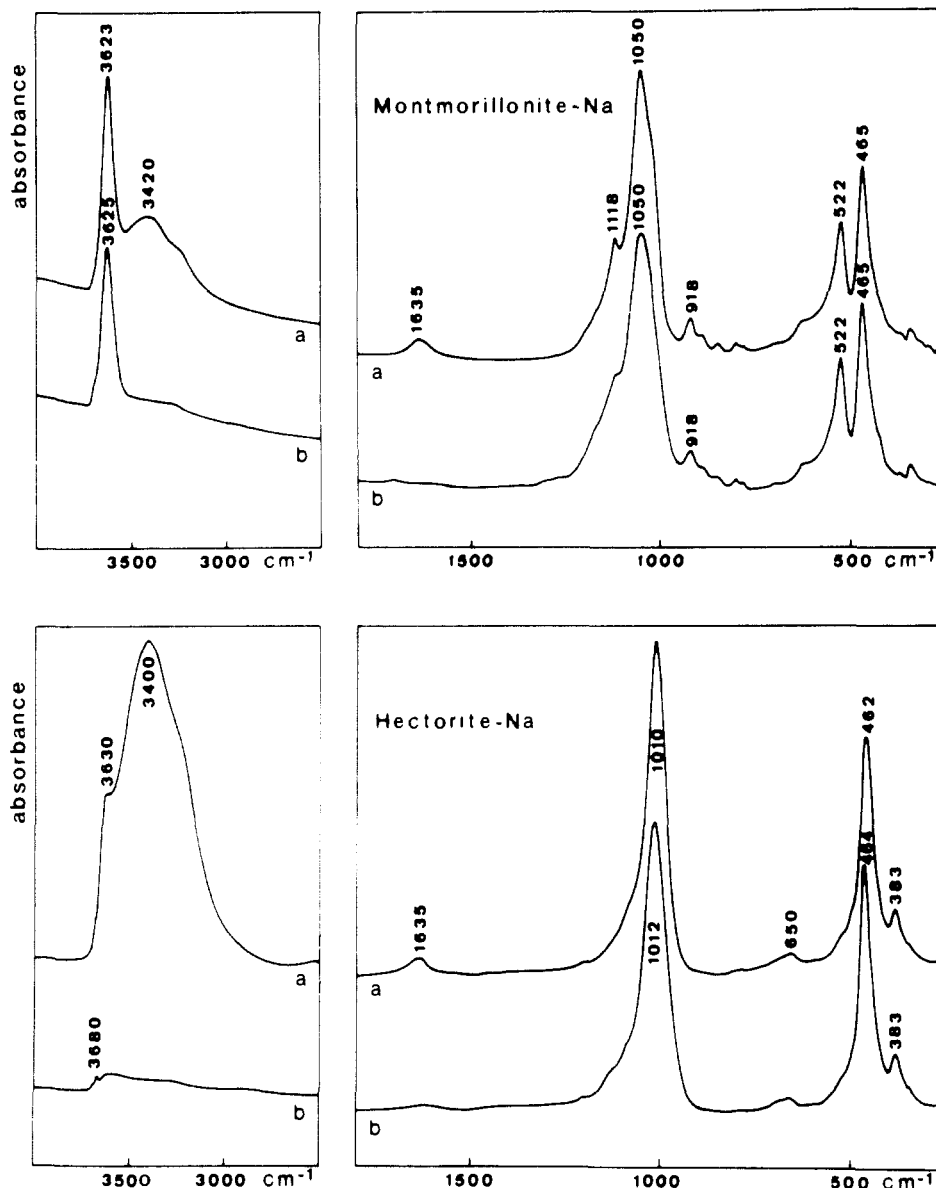 absorbance
3623
3625
3420
a
b
3500 3000 cm-1
Montmorillonite-Na
1635
1118
1050
1050
918
918
522
522
465
465
a
b
1500 1000 500 cm-1
absorbance
3630
3400
a
3680
b
3500 3000 cm-1
Hectorite-Na
1635
1010
1012
650
462
464
383
383
a
b
1500 1000 500 cm-1